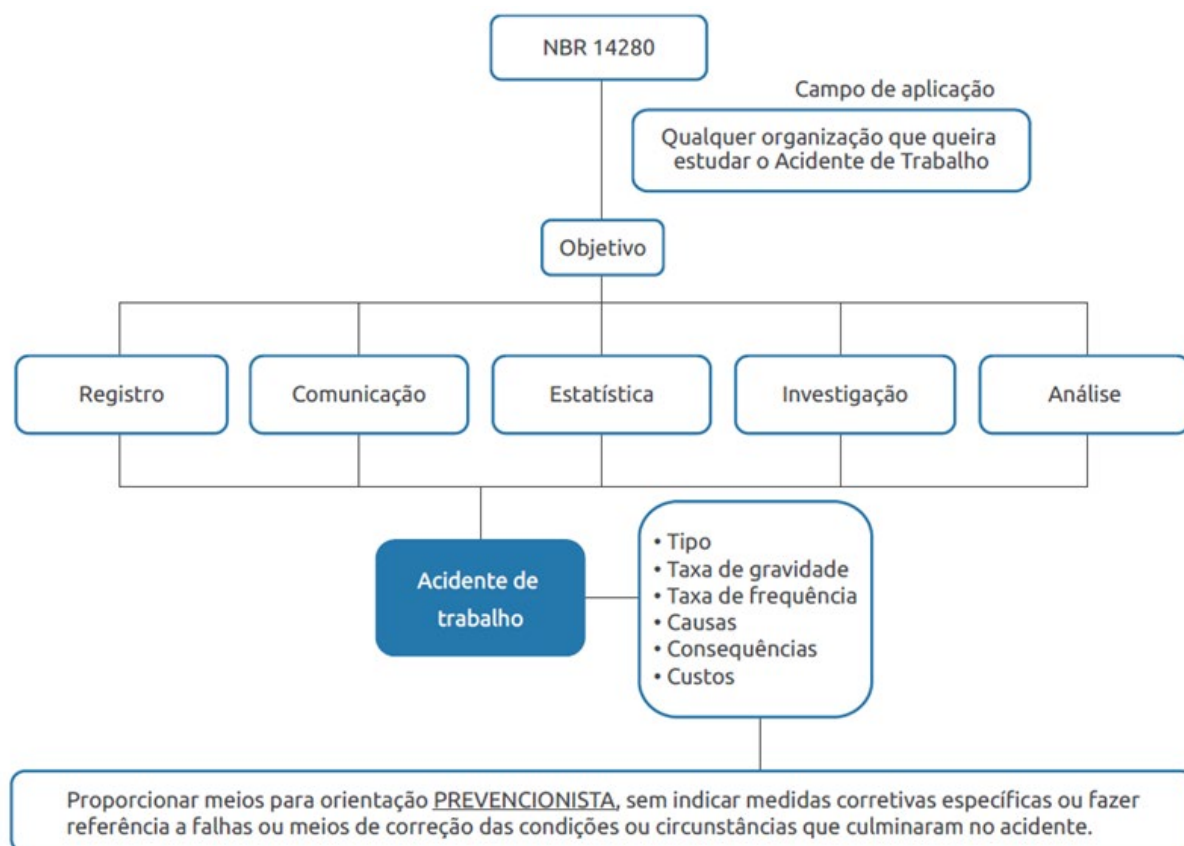 NBR 14280
Campo de aplicação
Qualquer organização que queira
estudar o Acidente de Trabalho
Objetivo
Registro
Comunicação
Estatística
Investigação
Análise
Acidente de
trabalho
• Tipo
• Taxa de gravidade
• Taxa de frequência
• Causas
• Consequências
• Custos
Proporcionar meios para orientação PREVENCIONISTA, sem indicar medidas corretivas específicas ou fazer
referência a falhas ou meios de correção das condições ou circunstâncias que culminaram no acidente.